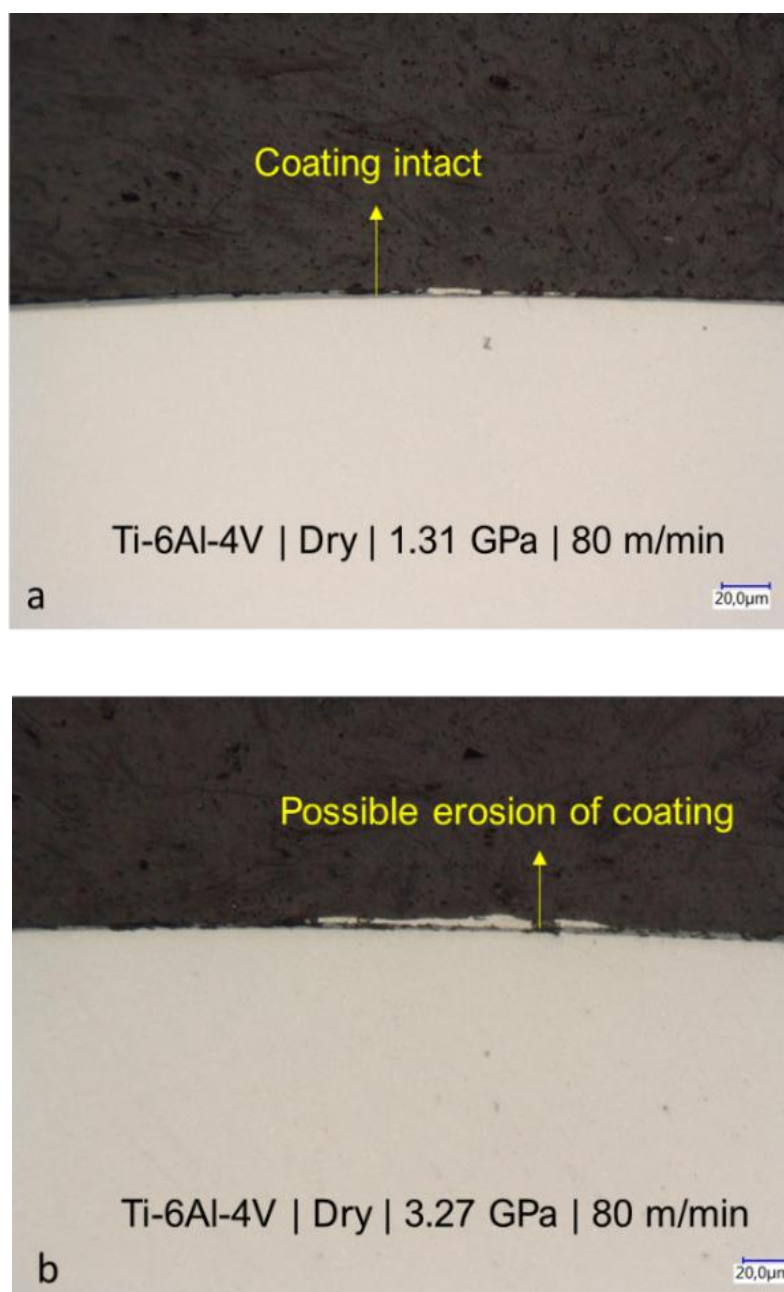 Coating intact
Ti-6Al-4V | Dry | 1.31 GPa | 80 m/min
20,0µm
a
Possible erosion of coating
Ti-6Al-4V | Dry | 3.27 GPa | 80 m/min
20,0µm
b